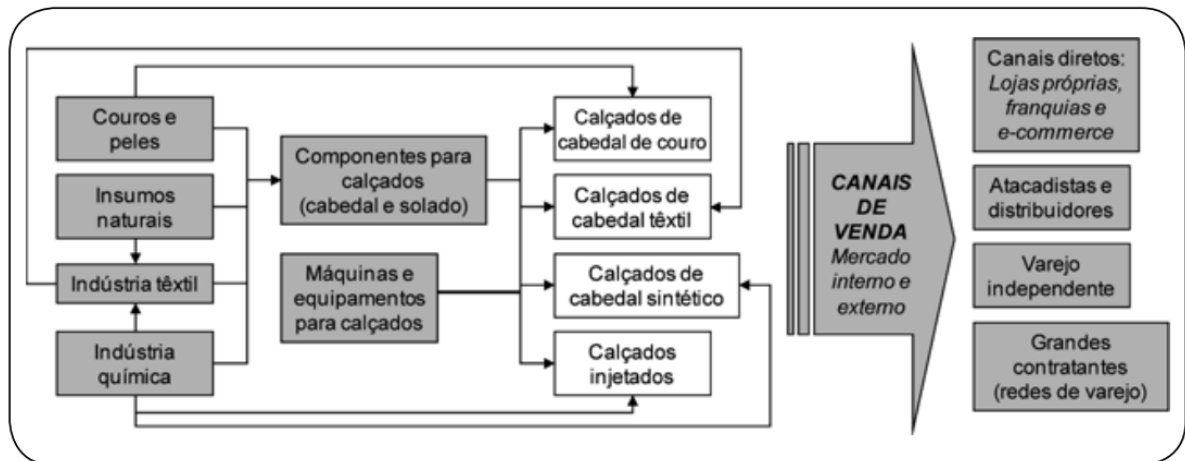 Couros e
peles
Insumos
naturais
Indústria têxtil
Indústria
química
Componentes para
calçados
(cabedal e solado)
Máquinas e
equipamentos
para calçados
Calçados de
cabedal de couro
Calçados de
cabedal têxtil
Calçados de
cabedal sintético
Calçados
injetados
CANAIS
DE
VENDA
Mercado
interno e
externo
Canais diretos:
Lojas próprias,
franquias e
e-commerce
Atacadistas e
distribuidores
Varejo
independente
Grandes
contratantes
(redes de varejo)